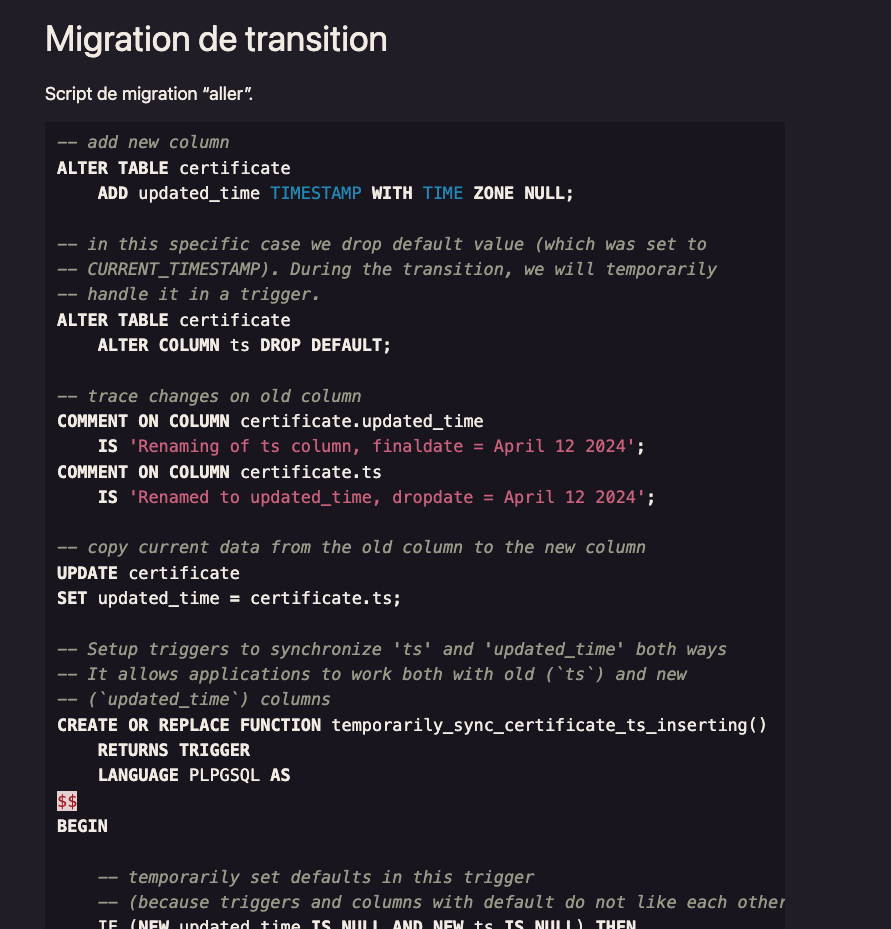 Migration de transition
Script de migration “aller”.
-- add new column
ALTER TABLE certificate
    ADD updated_time TIMESTAMP WITH TIME ZONE NULL;
-- in this specific case we drop default value (which was set to
-- CURRENT_TIMESTAMP). During the transition, we will temporarily
-- handle it in a trigger.
ALTER TABLE certificate
    ALTER COLUMN ts DROP DEFAULT;
-- trace changes on old column
COMMENT ON COLUMN certificate.updated_time
    IS 'Renaming of ts column, finaldate = April 12 2024';
COMMENT ON COLUMN certificate.ts
    IS 'Renamed to updated_time, dropdate = April 12 2024';
-- copy current data from the old column to the new column
UPDATE certificate
SET updated_time = certificate.ts;
-- Setup triggers to synchronize 'ts' and 'updated_time' both ways
-- It allows applications to work both with old (`ts`) and new
-- (`updated_time`) columns
CREATE OR REPLACE FUNCTION temporarily_sync_certificate_ts_inserting()
    RETURNS TRIGGER
    LANGUAGE PLPGSQL AS
$$
BEGIN
    -- temporarily set defaults in this trigger
    -- (because triggers and columns with default do not like each other
    IF (NEW.updated_time IS NULL AND NEW.ts IS NULL) THEN